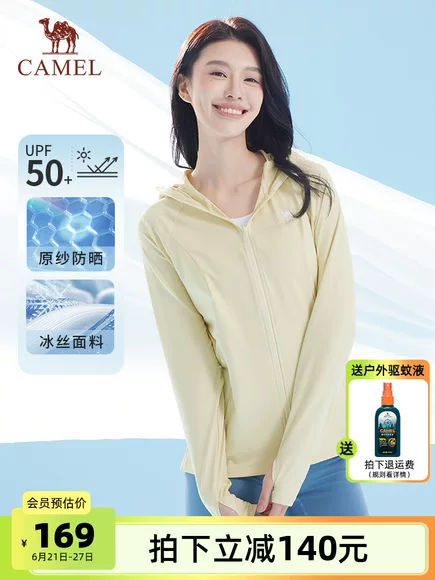 CAMEL
UPF
50+
原纱防晒
冰丝面料
送户外驱蚊液
CAMEL
送
拍下退运费
(规则看详情)
会员预估价
¥169
6月21日-27日
拍下立减140元